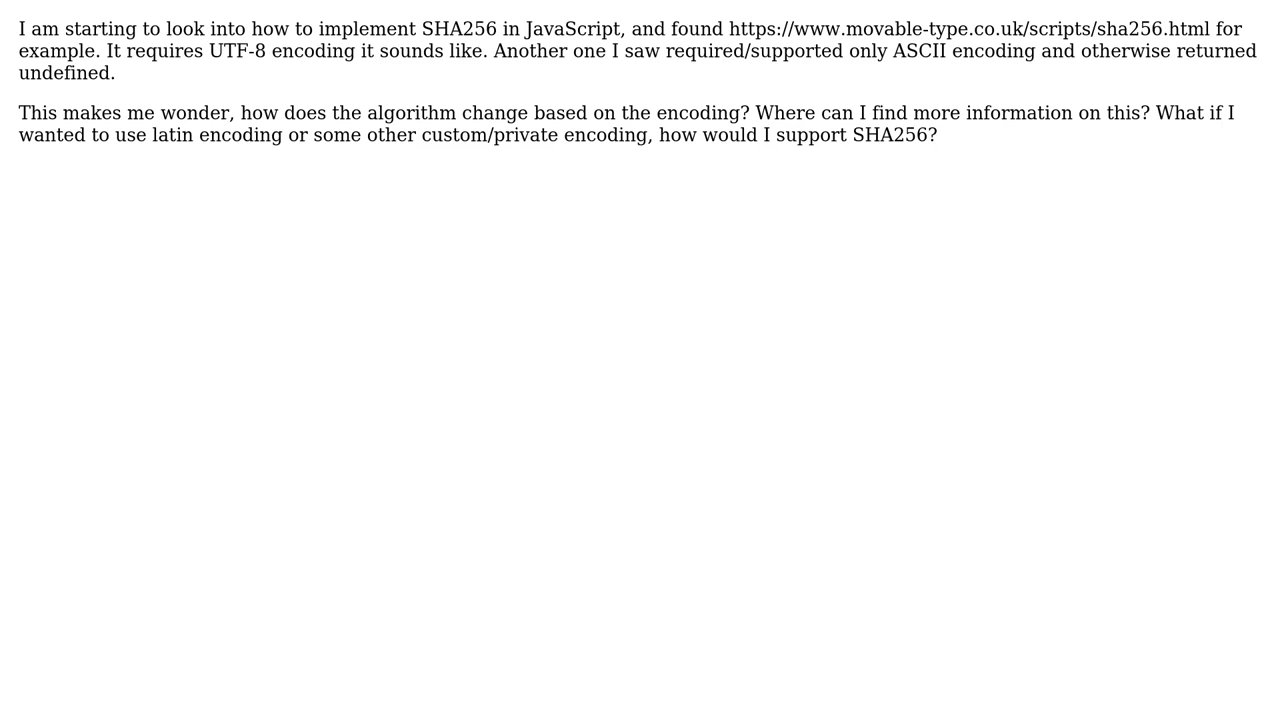 I am starting to look into how to implement SHA256 in JavaScript, and found https://www.movable-type.co.uk/scripts/sha256.html for
example. It requires UTF-8 encoding it sounds like. Another one I saw required/supported only ASCII encoding and otherwise returned
undefined.
This makes me wonder, how does the algorithm change based on the encoding? Where can I find more information on this? What if I
wanted to use latin encoding or some other custom/private encoding, how would I support SHA256?